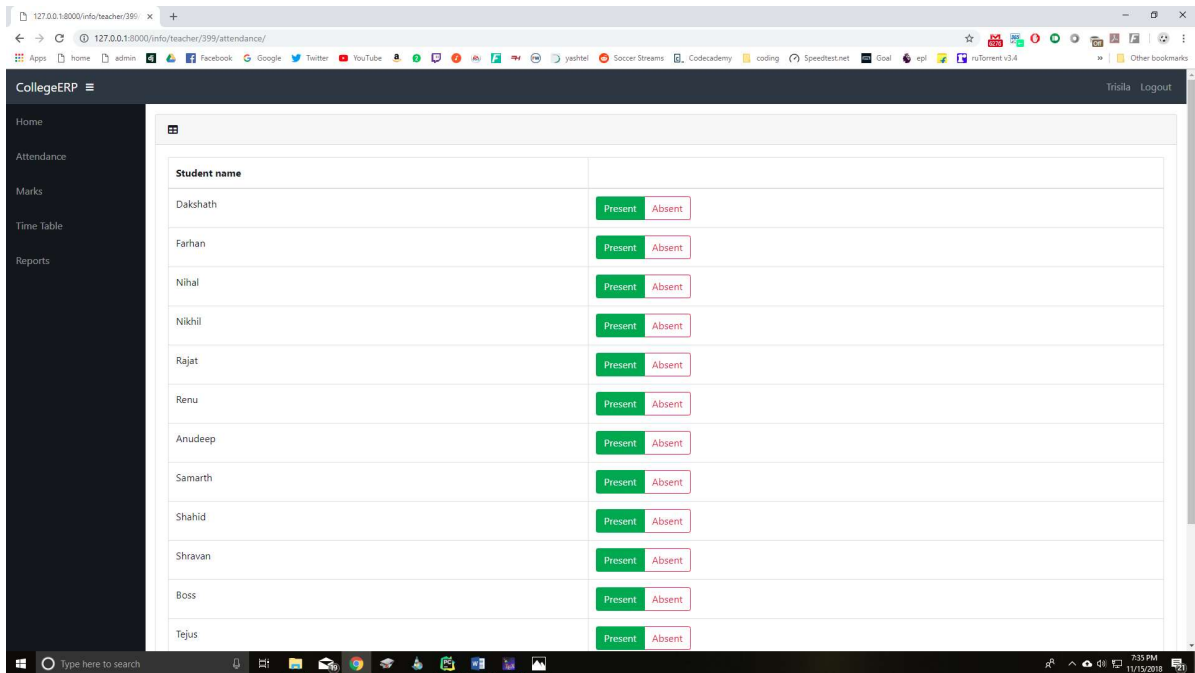 127.0.0.1:8000/info/teacher/399
127.0.0.1:8000/info/teacher/399/attendance/
Apps home admin Facebook Google Twitter YouTube yashtel Soccer Streams Codecademy coding Speedtest.net Goal epl ruTorrent v3.4 » Other bookmarks
CollegeERP Trisila Logout
Home
Attendance
Marks
Time Table
Reports
Student name
Dakshath Present Absent
Farhan Present Absent
Nihal Present Absent
Nikhil Present Absent
Rajat Present Absent
Renu Present Absent
Anudeep Present Absent
Samarth Present Absent
Shahid Present Absent
Shravan Present Absent
Boss Present Absent
Tejus Present Absent
Type here to search
7:35 PM
11/15/2018